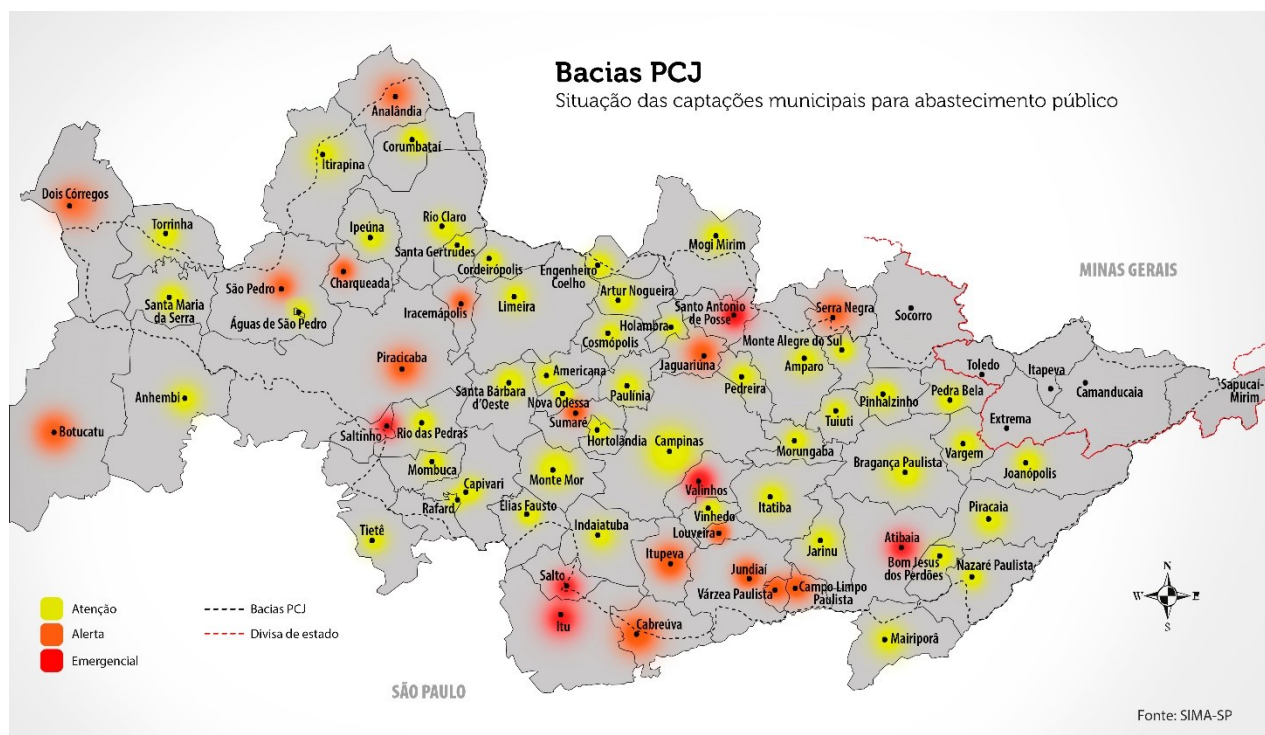 Bacias PCJ
Situação das captações municipais para abastecimento público
Analândia
Corumbataí
Itirapina
Dois Córregos
Torrinha
Ipeúna
Rio Claro
Santa Gertrudes
Cordeirópolis
Engenheiro
Coelho
Mogi Mirim
MINAS GERAIS
São Pedro
Charqueada
Santa Maria
da Serra
Águas de São Pedro
Iracemápolis
Limeira
Artur Nogueira
Holambra
Santo Antonio
de Posse
Serra Negra
Socorro
Cosmópolis
Monte Alegre do Sul
Jaguariuna
Amparo
Toledo
Itapeva
Camanducaia
Sapucaí-
Mirim
Piracicaba
Americana
Santa Bárbara
d'Oeste
Nova Odessa
Paulínia
Pedreira
Pinhalzinho
Pedra Bela
Extrema
Anhembi
Botucatu
Saltinho
Rio das Pedras
Sumaré
Hortolândia
Campinas
Tuiuti
Morungaba
Vargem
Mombuca
Monte Mor
Bragança Paulista
Joanópolis
Capivari
Rafard
Elias Fausto
Valinhos
Vinhedo
Itatiba
Piracaia
Tietê
Indaiatuba
Louveira
Jarinu
Atibaia
Bom Jesus
dos Perdões
Nazaré Paulista
Itupeva
Jundiaí
Várzea Paulista
Campo Limpo
Paulista
Salto
Itu
Cabreúva
Mairiporã
N
W
E
S
Atenção
Alerta
Emergencial
Bacias PCJ
Divisa de estado
SÃO PAULO
Fonte: SIMA-SP